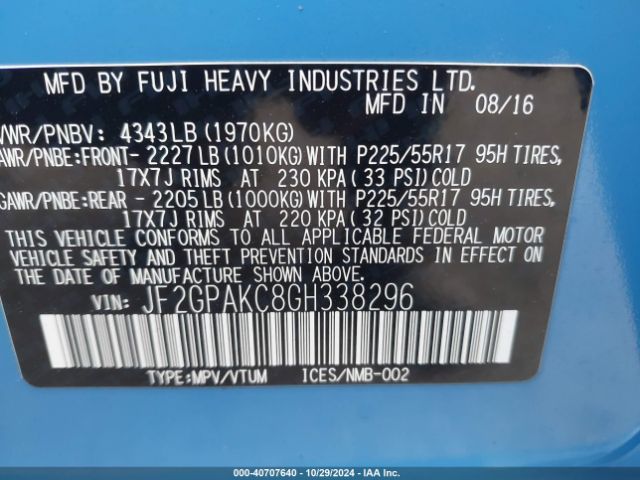 MFD BY FUJI HEAVY INDUSTRIES LTD.
MFD IN 08/16
VWR/PNBV: 4343LB(1970KG)
AWR/PNBE:FRONT- 2227LB(1010KG)WITH P225/55R17 95H TIRES,
17X7J RIMS AT 230 KPA( 33 PSI)COLD
GAWR/PNBE:REAR - 2205LB(1000KG)WITH P225/55R17 95H TIRES,
17X7J RIMS AT 220 KPA( 32 PSI)COLD
THIS VEHICLE CONFORMS TO ALL APPLICABLE FEDERAL MOTOR
VEHICLE SAFETY AND THEFT PREVENTION STANDARDS IN EFFECT ON
THE DATE OF MANUFACTURE SHOWN ABOVE.
VIN: JF2GPAKC8GH338296
TYPE:MPV/VTUM ICES/NMB-002
000-40707640 • 10/29/2024 • iaai.com